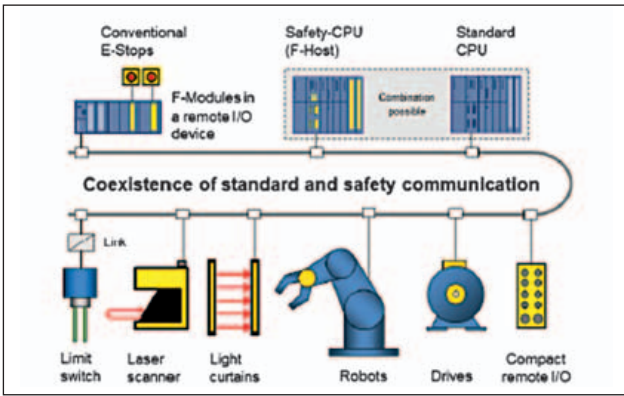 Conventional
E-Stops
Safety-CPU
(F-Host)
Standard
CPU
F-Modules in
a remote I/O
device
Combination
possible
Coexistence of standard and safety communication
Link
Limit
switch
Laser
scanner
Light
curtains
Robots
Drives
Compact
remote I/O